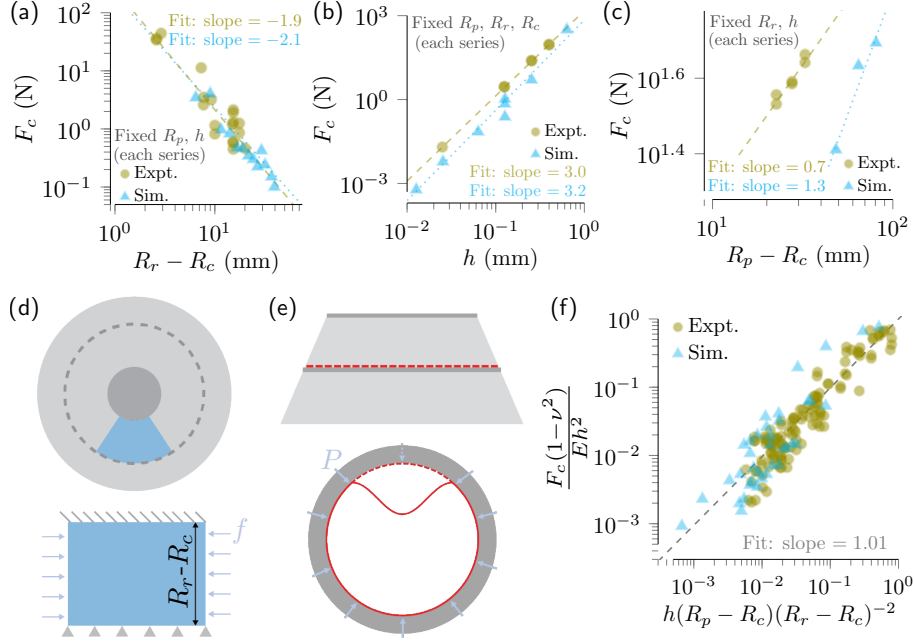 (a)
Fit: slope = −1.9
Fit: slope = −2.1
F_c (N)
10^2
10^1
10^0
10^{-1}
Fixed R_p, h
(each series)
Expt.
Sim.
10^0
10^1
R_r − R_c (mm)
(b)
Fixed R_p, R_r, R_c
(each series)
F_c (N)
10^3
10^0
10^{-3}
Expt.
Sim.
Fit: slope = 3.0
Fit: slope = 3.2
10^{-2}
10^{-1}
10^0
h (mm)
(c)
Fixed R_r, h
(each series)
F_c (N)
10^{1.6}
10^{1.4}
Expt.
Sim.
Fit: slope = 0.7
Fit: slope = 1.3
10^1
10^2
R_p − R_c (mm)
(d)
f
R_r-R_c
(e)
P
(f)
Expt.
Sim.
F_c(1−ν^2)
Eh^2
10^0
10^{-1}
10^{-2}
10^{-3}
Fit: slope = 1.01
10^{-3}
10^{-2}
10^{-1}
10^0
h(R_p − R_c)(R_r − R_c)^{−2}